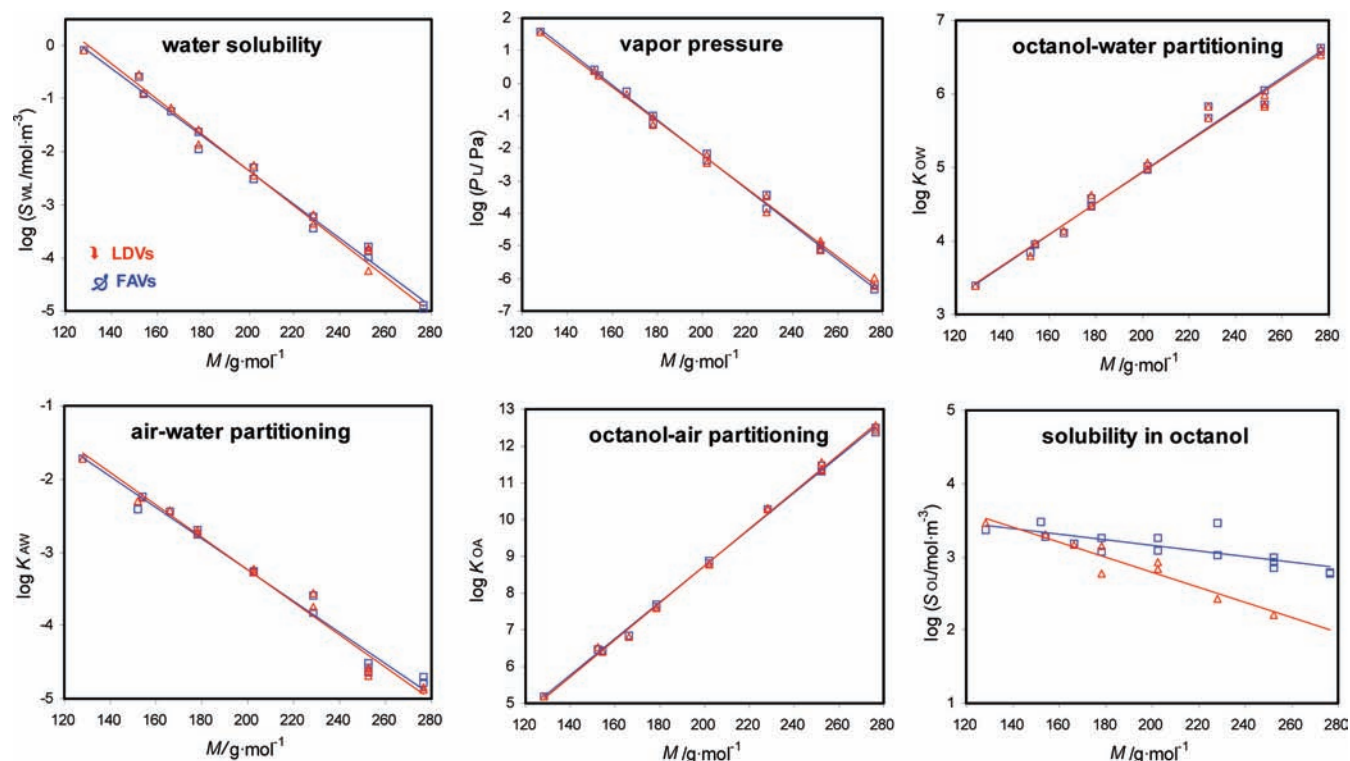 water solubility
log (S WL /mol·m-3)
0
-1
-2
-3
-4
-5
LDVs
FAVs
120 140 160 180 200 220 240 260 280
M /g·mol-1
vapor pressure
log (P L/ Pa)
2
1
0
-1
-2
-3
-4
-5
-6
-7
120 140 160 180 200 220 240 260 280
M /g·mol-1
octanol-water partitioning
log K OW
7
6
5
4
3
120 140 160 180 200 220 240 260 280
M /g·mol-1
air-water partitioning
log K AW
-1
-2
-3
-4
-5
120 140 160 180 200 220 240 260 280
M/g·mol-1
octanol-air partitioning
log K OA
13
12
11
10
9
8
7
6
5
120 140 160 180 200 220 240 260 280
M /g·mol-1
solubility in octanol
log (S OL/mol·m-3)
5
4
3
2
1
120 140 160 180 200 220 240 260 280
M /g·mol-1